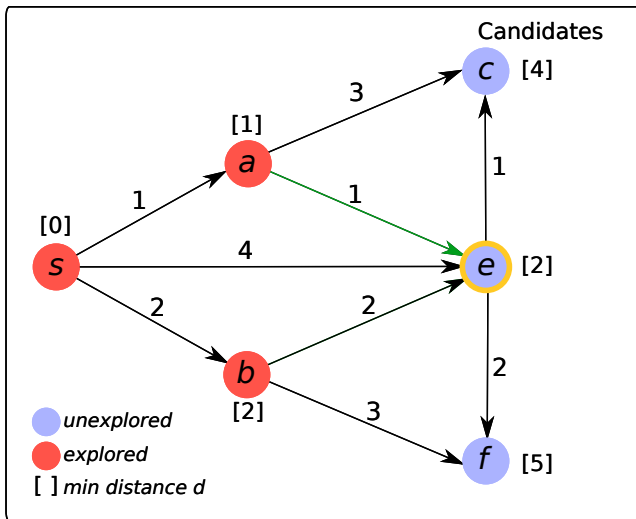 Candidates
c [4]
3
[1]
a
1
1
1
[0]
s
4
e [2]
2
2
2
b
[2]
3
f [5]
unexplored
explored
[ ] min distance d